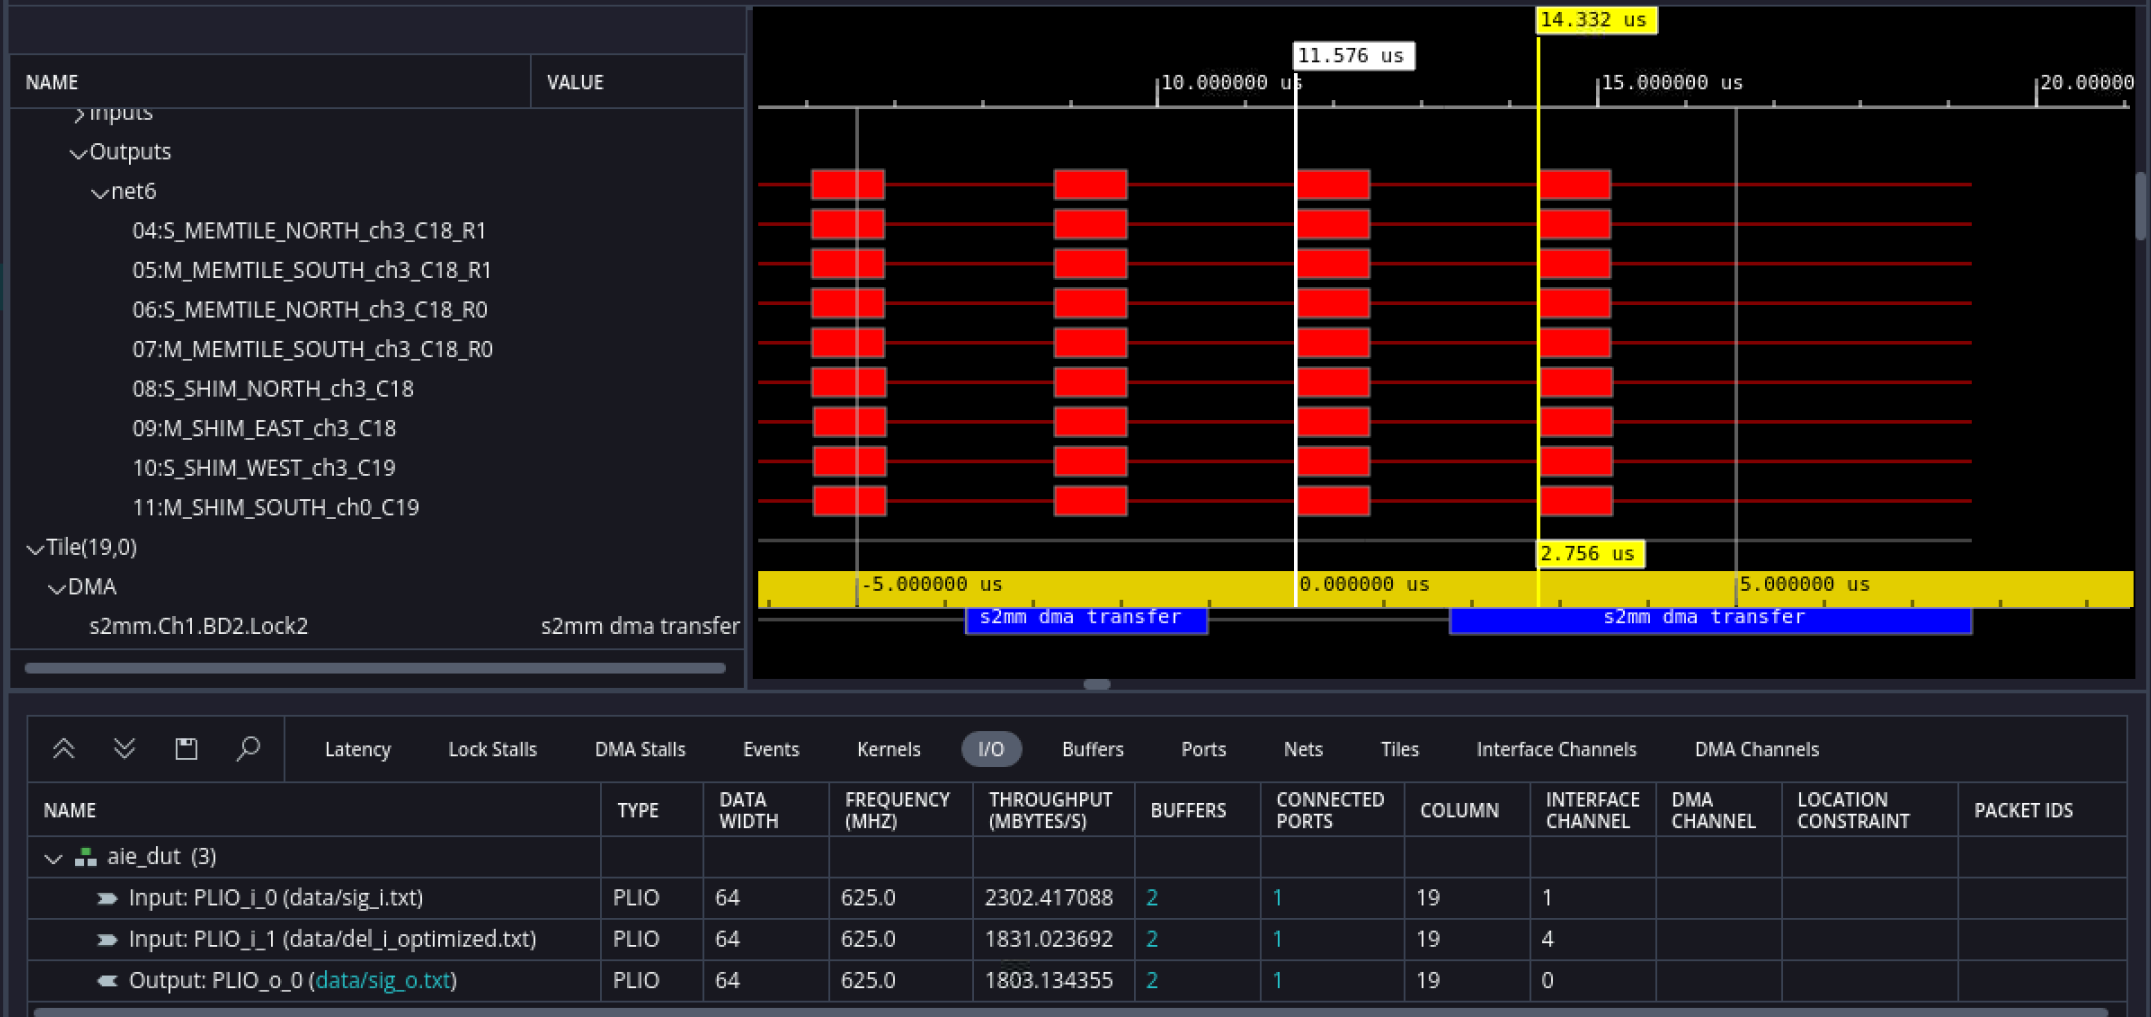 14.332 us
11.576 us
NAME VALUE
10.000000 us 15.000000 us 20.00000
Inputs
Outputs
net6
04:S_MEMTILE_NORTH_ch3_C18_R1
05:M_MEMTILE_SOUTH_ch3_C18_R1
06:S_MEMTILE_NORTH_ch3_C18_R0
07:M_MEMTILE_SOUTH_ch3_C18_R0
08:S_SHIM_NORTH_ch3_C18
09:M_SHIM_EAST_ch3_C18
10:S_SHIM_WEST_ch3_C19
11:M_SHIM_SOUTH_ch0_C19
Tile(19,0)
2.756 us
DMA
-5.000000 us 0.000000 us 5.000000 us
s2mm.Ch1.BD2.Lock2 s2mm dma transfer
s2mm dma transfer s2mm dma transfer
Latency Lock Stalls DMA Stalls Events Kernels I/O Buffers Ports Nets Tiles Interface Channels DMA Channels
NAME TYPE DATA WIDTH FREQUENCY (MHZ) THROUGHPUT (MBYTES/S) BUFFERS CONNECTED PORTS COLUMN INTERFACE CHANNEL DMA CHANNEL LOCATION CONSTRAINT PACKET IDS
aie_dut (3)
Input: PLIO_i_0 (data/sig_i.txt) PLIO 64 625.0 2302.417088 2 1 19 1
Input: PLIO_i_1 (data/del_i_optimized.txt) PLIO 64 625.0 1831.023692 2 1 19 4
Output: PLIO_o_0 (data/sig_o.txt) PLIO 64 625.0 1803.134355 2 1 19 0